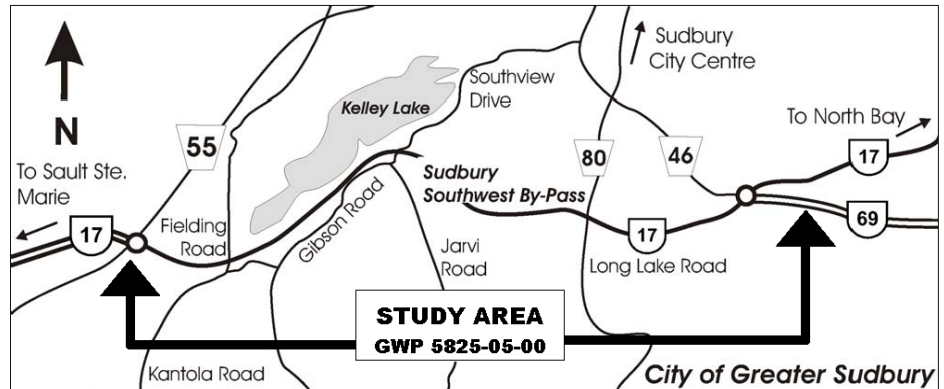 Sudbury
City Centre
Southview
Drive
Kelley Lake
N
55
To North Bay
80
46
17
To Sault Ste.
Marie
Sudbury
Southwest By-Pass
17
Fielding
Road
Gibson Road
69
17
Jarvi
Road
Long Lake Road
STUDY AREA
GWP 5825-05-00
Kantola Road
City of Greater Sudbury